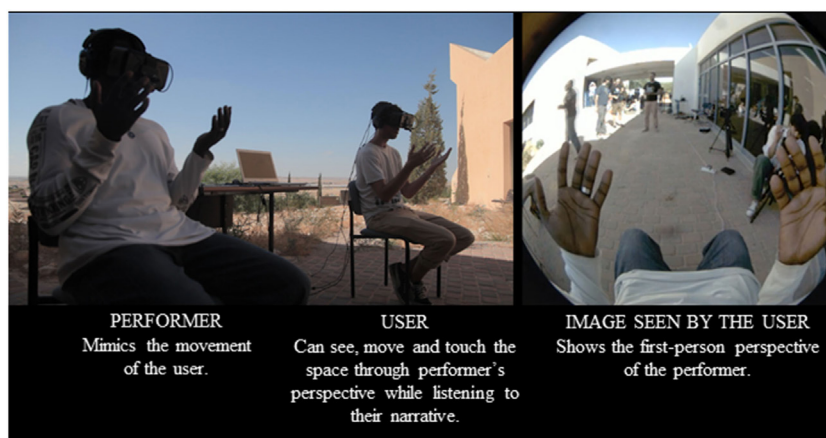 PERFORMER
Mimics the movement
of the user.
USER
Can see, move and touch the
space through performer's
perspective while listening to
their narrative.
IMAGE SEEN BY THE USER
Shows the first-person perspective
of the performer.